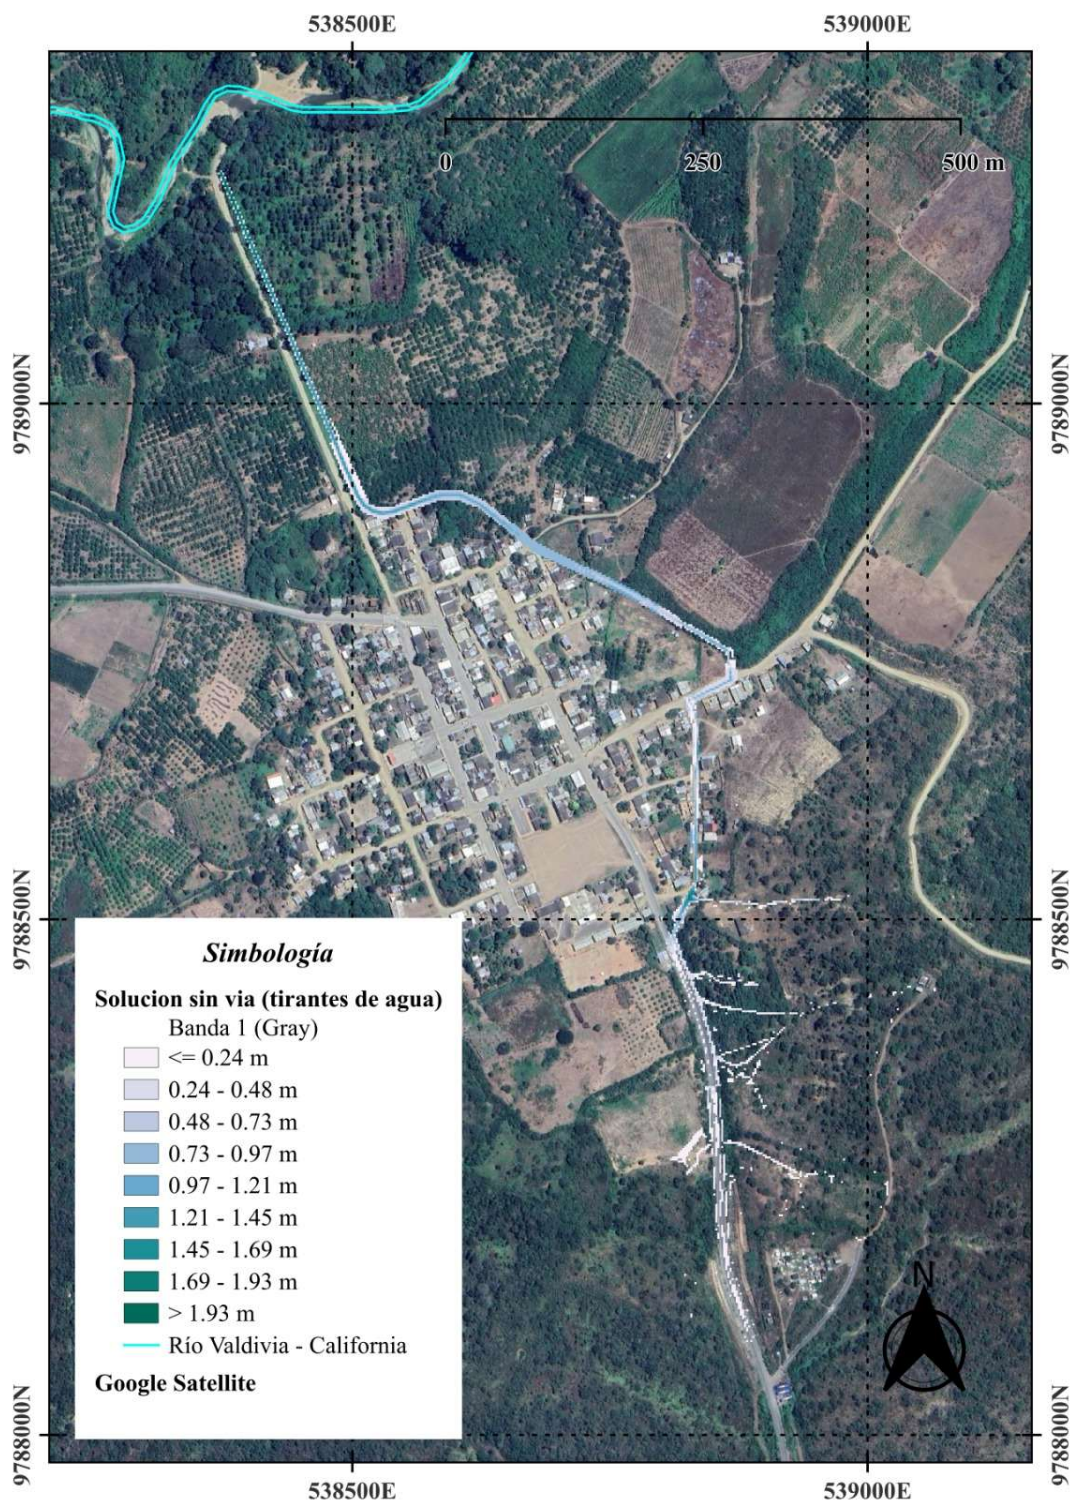 538500E
539000E
0
250
500 m
9789000N
9789000N
9788500N
9788500N
Simbología
Solucion sin via (tirantes de agua)
Banda 1 (Gray)
<= 0.24 m
0.24 - 0.48 m
0.48 - 0.73 m
0.73 - 0.97 m
0.97 - 1.21 m
1.21 - 1.45 m
1.45 - 1.69 m
1.69 - 1.93 m
> 1.93 m
Río Valdivia - California
Google Satellite
N
9788000N
9788000N
538500E
539000E